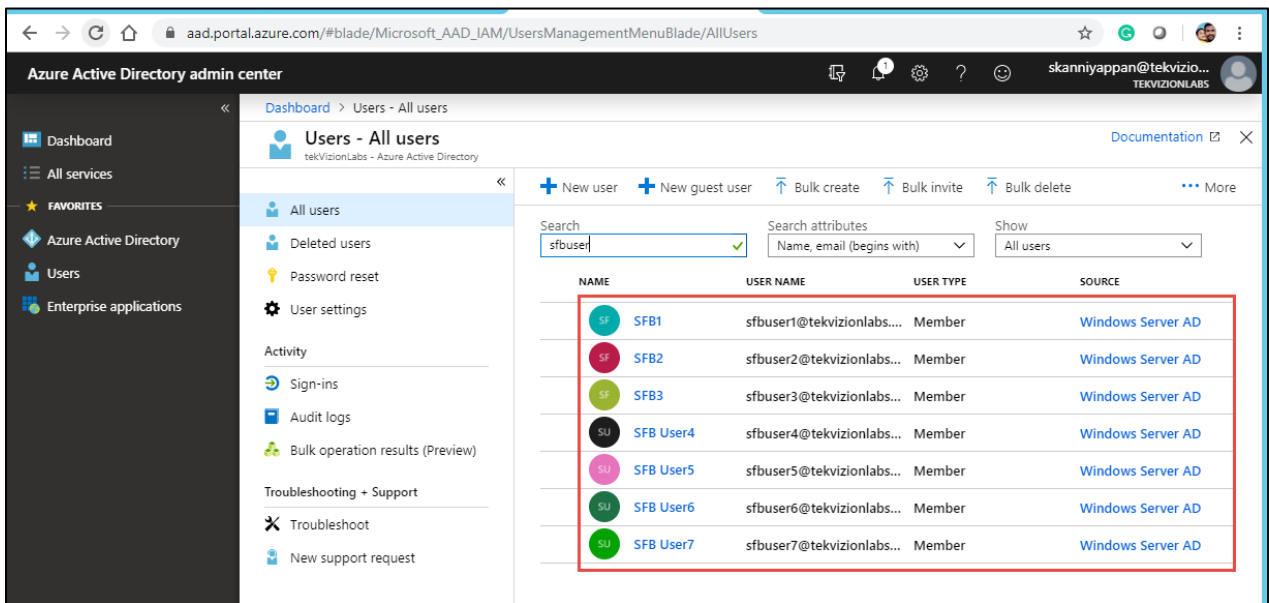 aad.portal.azure.com/#blade/Microsoft_AAD_IAM/UsersManagementMenuBlade/AllUsers
G
Azure Active Directory admin center
1
skanniyappan@tekvizio...
TEKVIZIONLABS
«
Dashboard
All services
FAVORITES
Azure Active Directory
Users
Enterprise applications
Dashboard > Users - All users
Users - All users
tekVizionLabs - Azure Active Directory
Documentation
«
All users
Deleted users
Password reset
User settings
Activity
Sign-ins
Audit logs
Bulk operation results (Preview)
Troubleshooting + Support
Troubleshoot
New support request
New user New guest user Bulk create Bulk invite Bulk delete ••• More
Search Search attributes Show
sfbuser Name, email (begins with) All users
NAME USER NAME USER TYPE SOURCE
SF SFB1 sfbuser1@tekvizionlabs.... Member Windows Server AD
SF SFB2 sfbuser2@tekvizionlabs... Member Windows Server AD
SF SFB3 sfbuser3@tekvizionlabs... Member Windows Server AD
SU SFB User4 sfbuser4@tekvizionlabs... Member Windows Server AD
SU SFB User5 sfbuser5@tekvizionlabs... Member Windows Server AD
SU SFB User6 sfbuser6@tekvizionlabs... Member Windows Server AD
SU SFB User7 sfbuser7@tekvizionlabs... Member Windows Server AD